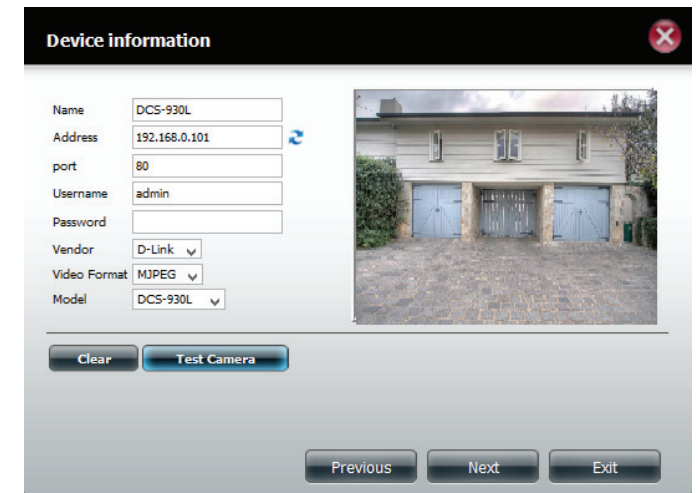 Device information
Name DCS-930L
Address 192.168.0.101
port 80
Username admin
Password
Vendor D-Link
Video Format MJPEG
Model DCS-930L
Clear Test Camera
Previous Next Exit